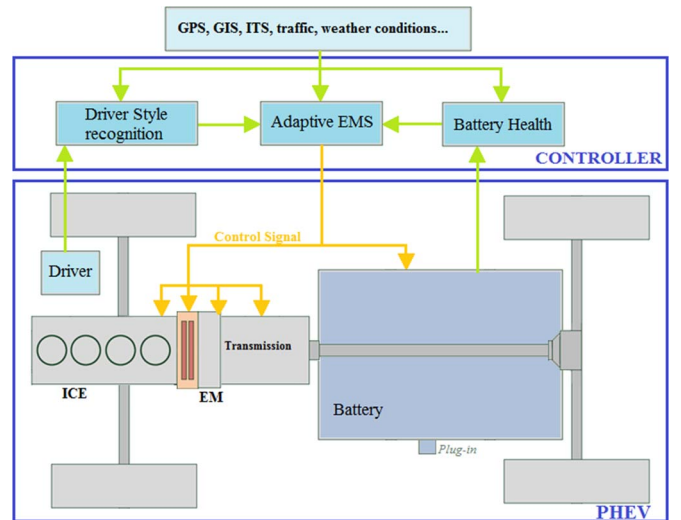 GPS, GIS, ITS, traffic, weather conditions...
Driver Style
recognition
Adaptive EMS
Battery Health
CONTROLLER
Control Signal
Driver
Transmission
ICE
EM
Battery
Plug-in
PHEV